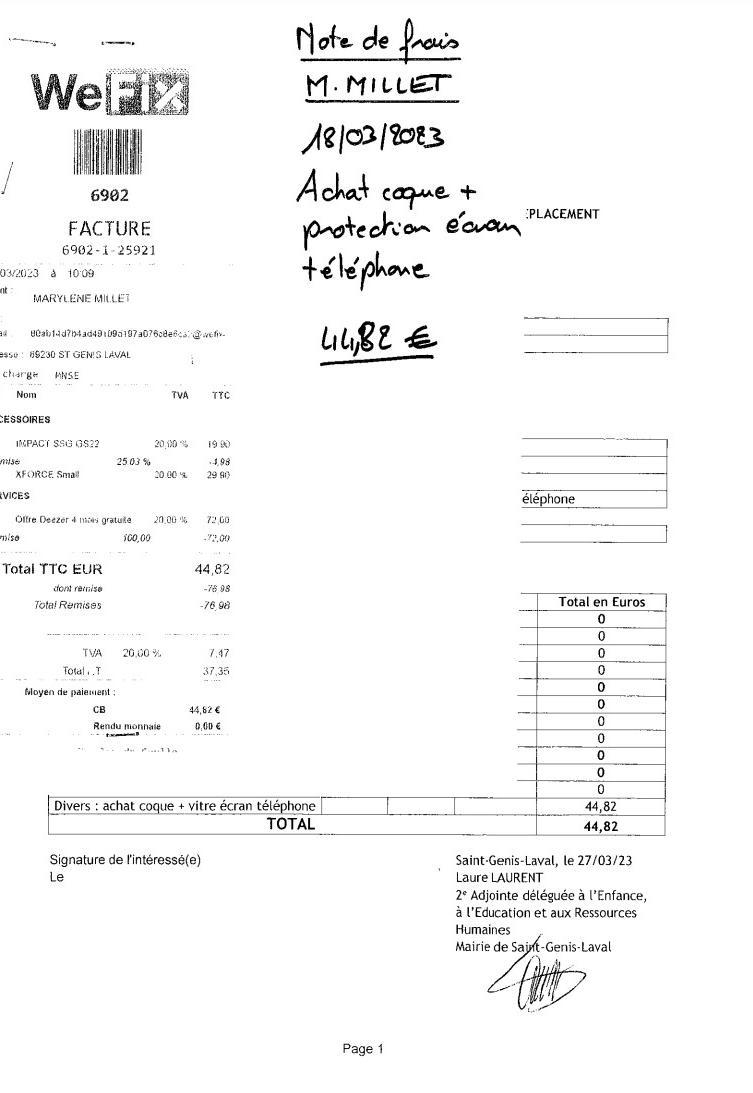 Note de frais
M. MILLET
18/03/2023
Achat coque +
protection écran
téléphone
44,82 €
WeFix
6902
FACTURE
6902-1-25921
03/2023 à 10:09
nt :
MARYLENE MILLET
esse : 69230 ST GENIS LAVAL
charge
Nom TVA TTC
CESSOIRES
IMPACT SSG GS22 20,00 % 19.90
mise 25.03 % -4,98
XFORCE Small 20.00 % 29.90
RVICES
Offre Deezer 4 mois gratuite 20,00 % 72,00
mise 100,00 -72,00
Total TTC EUR 44,82
dont remise -76.98
Total Remises -76,98
TVA 20,00 % 7,47
Total 37,35
Moyen de paiement :
CB 44,82 €
Rendu monnaie 0,00 €
PLACEMENT
éléphone
Total en Euros
0
0
0
0
0
0
0
0
0
0
0
Divers : achat coque + vitre écran téléphone 44,82
TOTAL 44,82
Signature de l'intéressé(e)
Le
Saint-Genis-Laval, le 27/03/23
Laure LAURENT
2e Adjointe déléguée à l'Enfance,
à l'Education et aux Ressources
Humaines
Mairie de Saint-Genis-Laval
Page 1